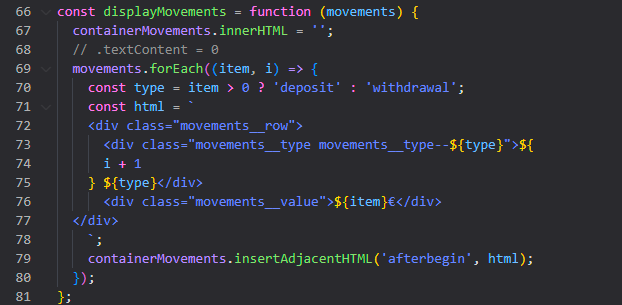 66 const displayMovements = function (movements) {
67   containerMovements.innerHTML = '';
68   // .textContent = 0
69   movements.forEach((item, i) => {
70     const type = item > 0 ? 'deposit' : 'withdrawal';
71     const html = `
72     <div class="movements__row">
73       <div class="movements__type movements__type--${type}">${
74       i + 1
75     } ${type}</div>
76       <div class="movements__value">${item}€</div>
77   </div>
78     `;
79     containerMovements.insertAdjacentHTML('afterbegin', html);
80   });
81 };